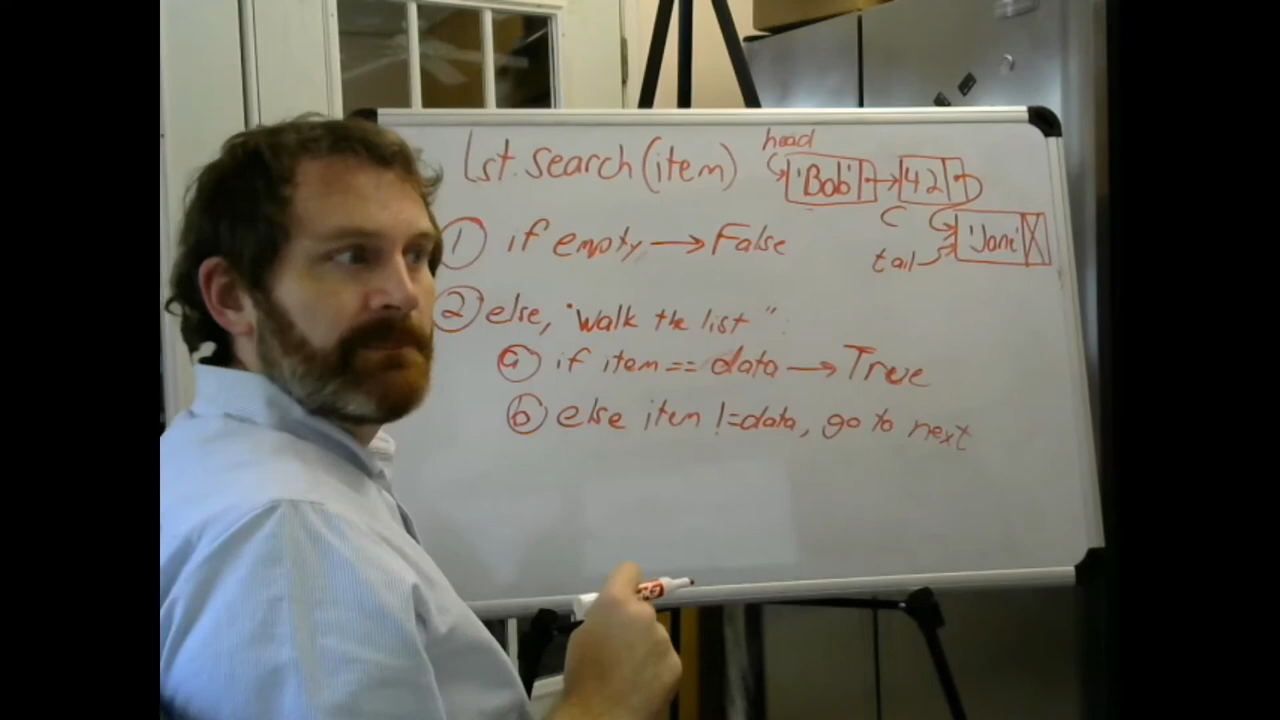 lst.search(item)
head
'Bob' 42
C
'Jane' X
tail
① if empty → False
② else, "walk the list":
ⓐ if item == data → True
ⓑ else item != data, go to next